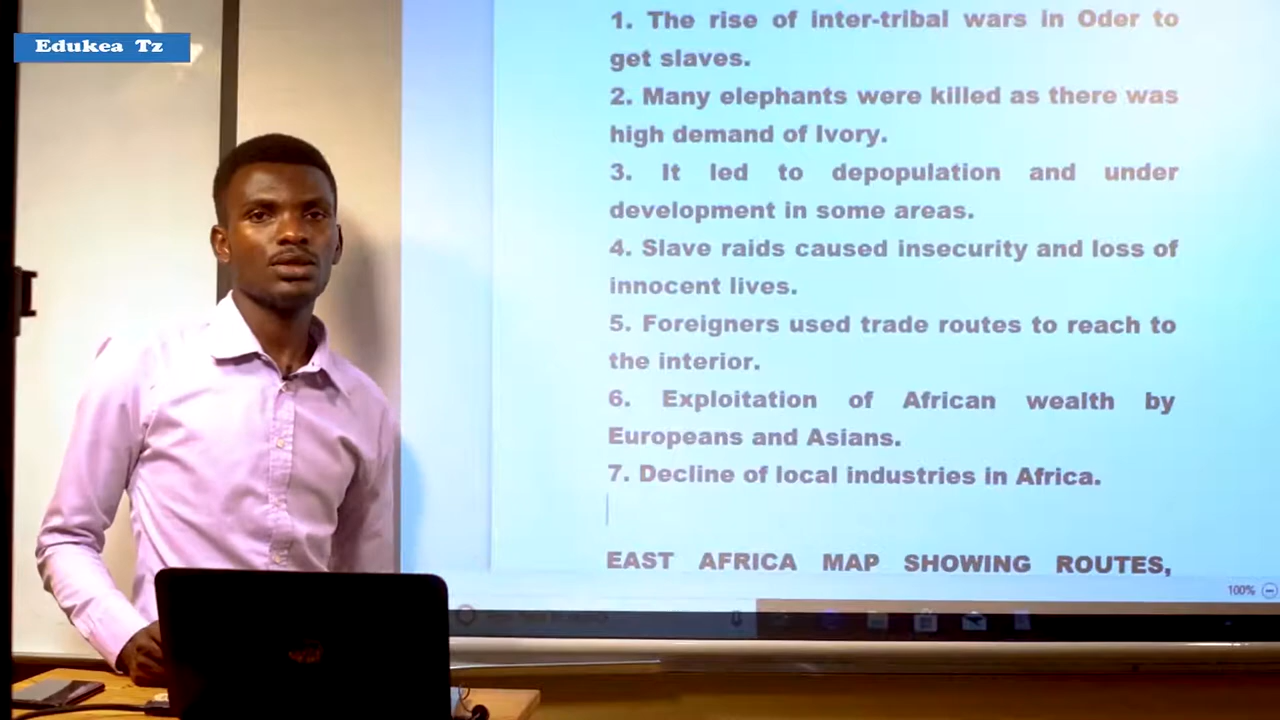 Edukea Tz
1. The rise of inter-tribal wars in Oder to
get slaves.
2. Many elephants were killed as there was
high demand of Ivory.
3. It led to depopulation and under
development in some areas.
4. Slave raids caused insecurity and loss of
innocent lives.
5. Foreigners used trade routes to reach to
the interior.
6. Exploitation of African wealth by
Europeans and Asians.
7. Decline of local industries in Africa.
EAST AFRICA MAP SHOWING ROUTES,
100%